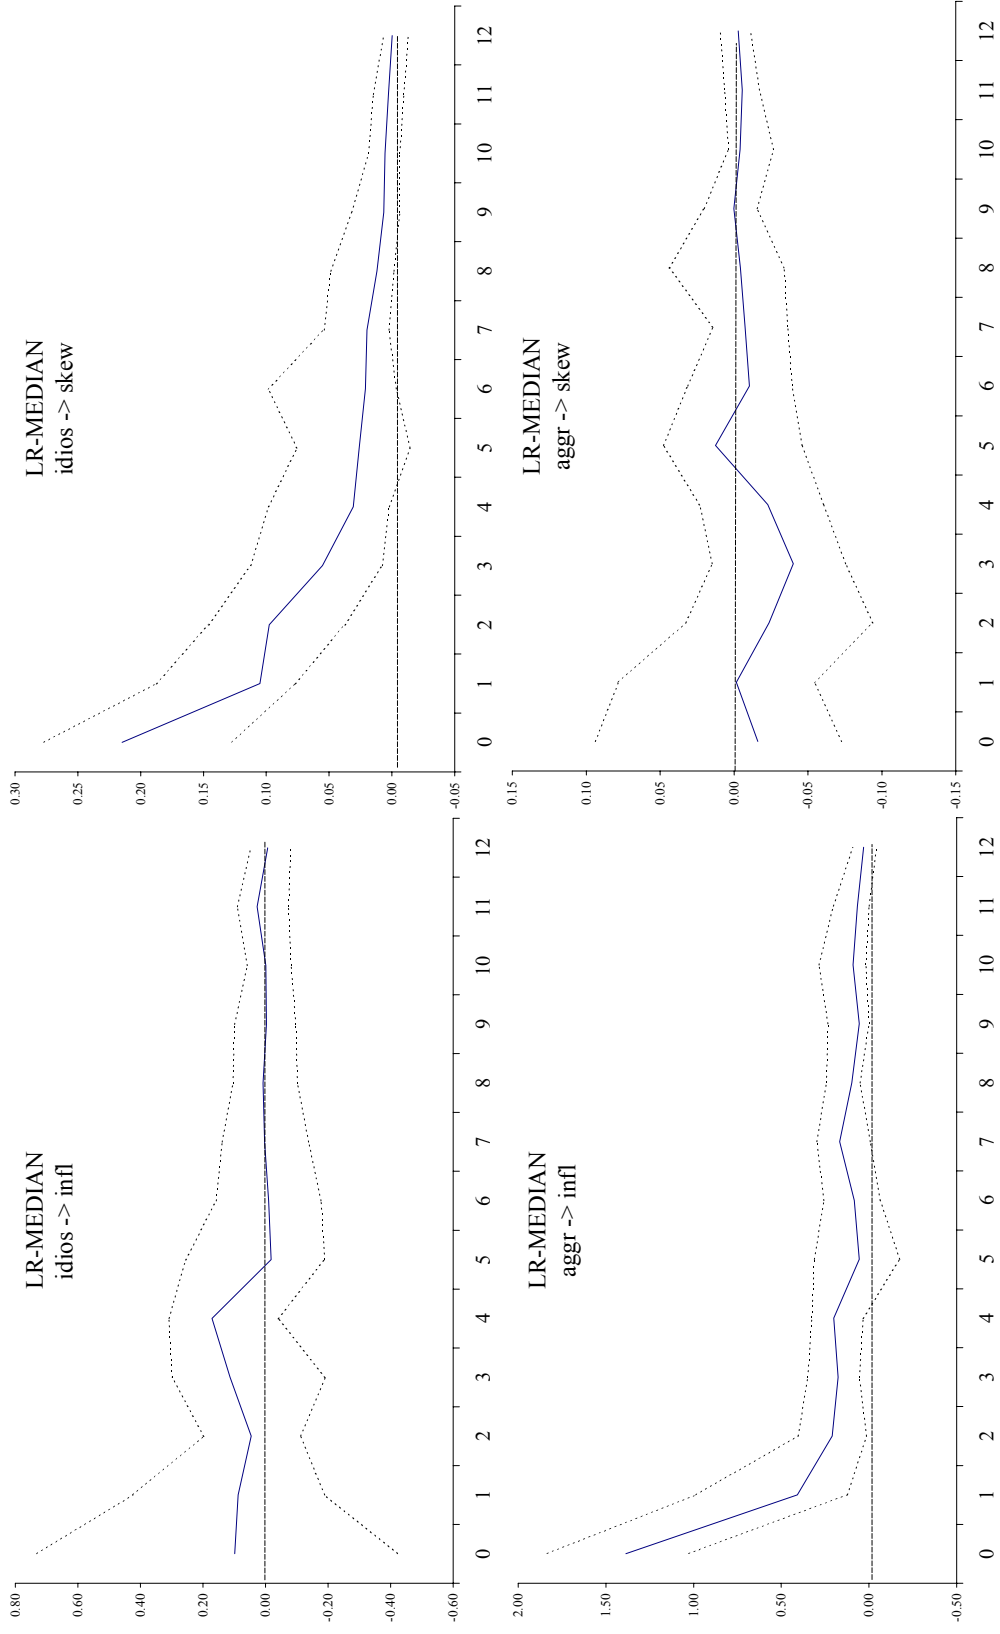 LR-MEDIAN
idios -> infl
0.80
0.60
0.40
0.20
0.00
-0.20
-0.40
-0.60
0 1 2 3 4 5 6 7 8 9 10 11 12
LR-MEDIAN
idios -> skew
0.30
0.25
0.20
0.15
0.10
0.05
0.00
-0.05
0 1 2 3 4 5 6 7 8 9 10 11 12
LR-MEDIAN
aggr -> infl
2.00
1.50
1.00
0.50
0.00
-0.50
0 1 2 3 4 5 6 7 8 9 10 11 12
LR-MEDIAN
aggr -> skew
0.15
0.10
0.05
0.00
-0.05
-0.10
-0.15
0 1 2 3 4 5 6 7 8 9 10 11 12